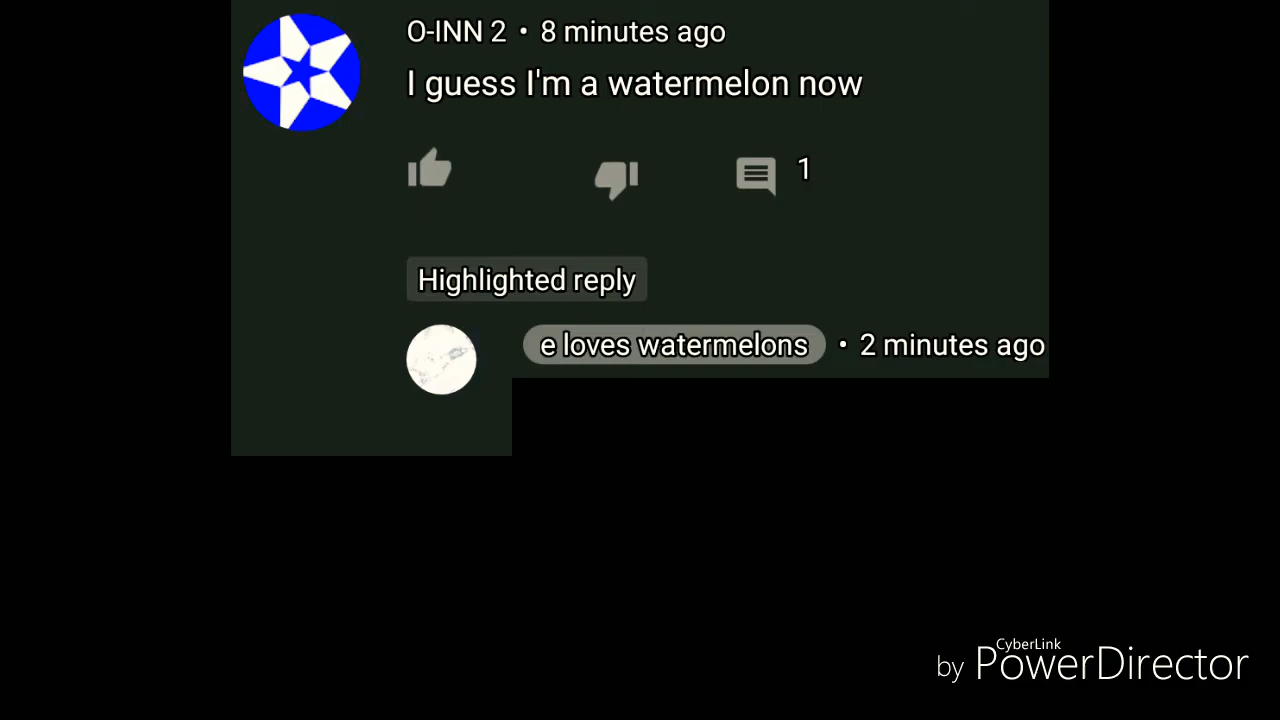 O-INN 2 • 8 minutes ago
I guess I'm a watermelon now
1
Highlighted reply
e loves watermelons • 2 minutes ago
CyberLink
by PowerDirector